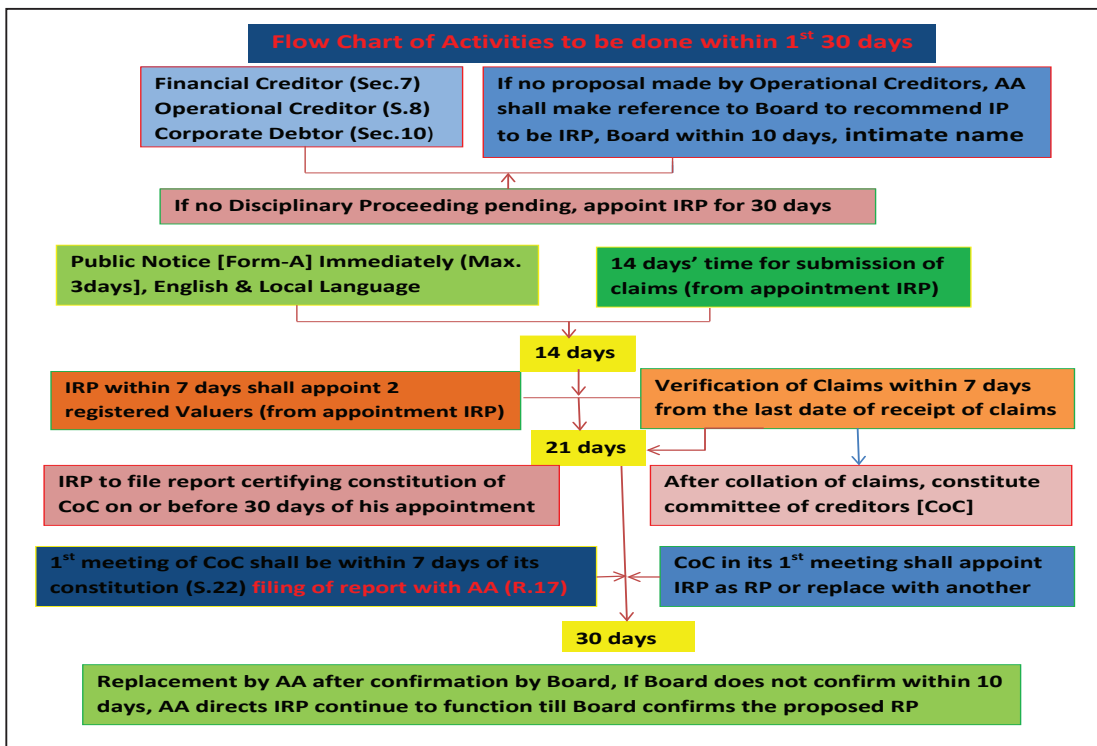 Flow Chart of Activities to be done within 1st 30 days
Financial Creditor (Sec.7)
Operational Creditor (S.8)
Corporate Debtor (Sec.10)
If no proposal made by Operational Creditors, AA
shall make reference to Board to recommend IP
to be IRP, Board within 10 days, intimate name
If no Disciplinary Proceeding pending, appoint IRP for 30 days
Public Notice [Form-A] Immediately (Max.
3days], English & Local Language
14 days’ time for submission of
claims (from appointment IRP)
14 days
IRP within 7 days shall appoint 2
registered Valuers (from appointment IRP)
Verification of Claims within 7 days
from the last date of receipt of claims
21 days
IRP to file report certifying constitution of
CoC on or before 30 days of his appointment
After collation of claims, constitute
committee of creditors [CoC]
1st meeting of CoC shall be within 7 days of its
constitution (S.22) filing of report with AA (R.17)
CoC in its 1st meeting shall appoint
IRP as RP or replace with another
30 days
Replacement by AA after confirmation by Board, If Board does not confirm within 10
days, AA directs IRP continue to function till Board confirms the proposed RP